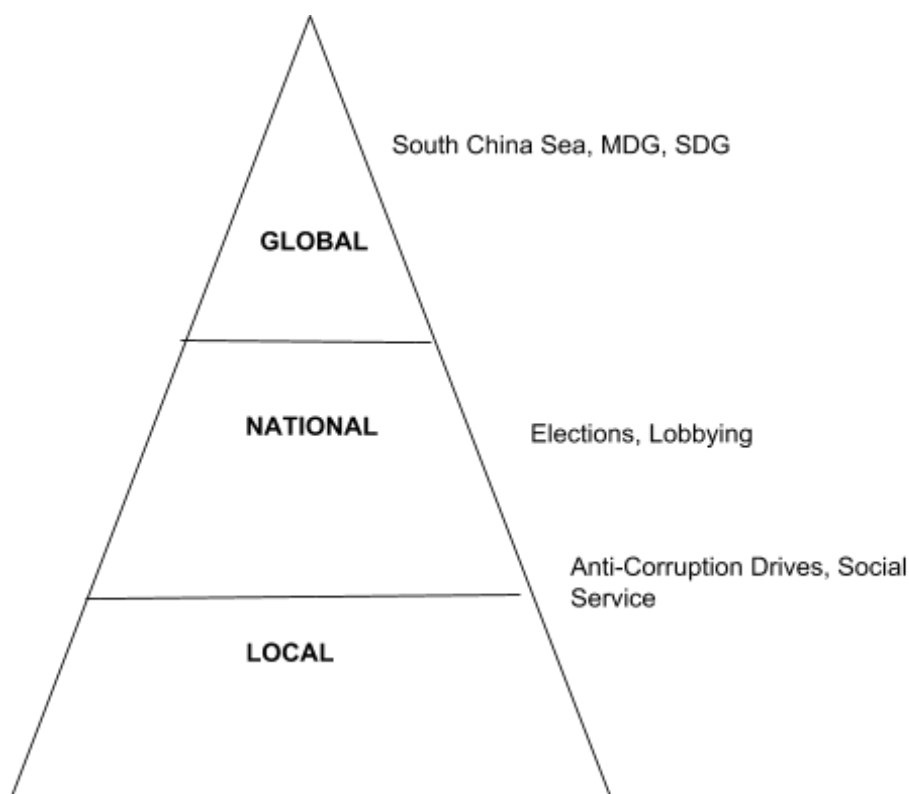 South China Sea, MDG, SDG
GLOBAL
NATIONAL
Elections, Lobbying
Anti-Corruption Drives, Social
Service
LOCAL